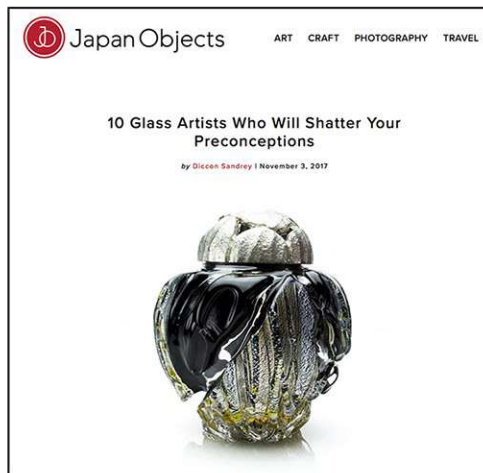 JO Japan Objects
ART CRAFT PHOTOGRAPHY TRAVEL
10 Glass Artists Who Will Shatter Your
Preconceptions
by Diccon Sandrey | November 3, 2017